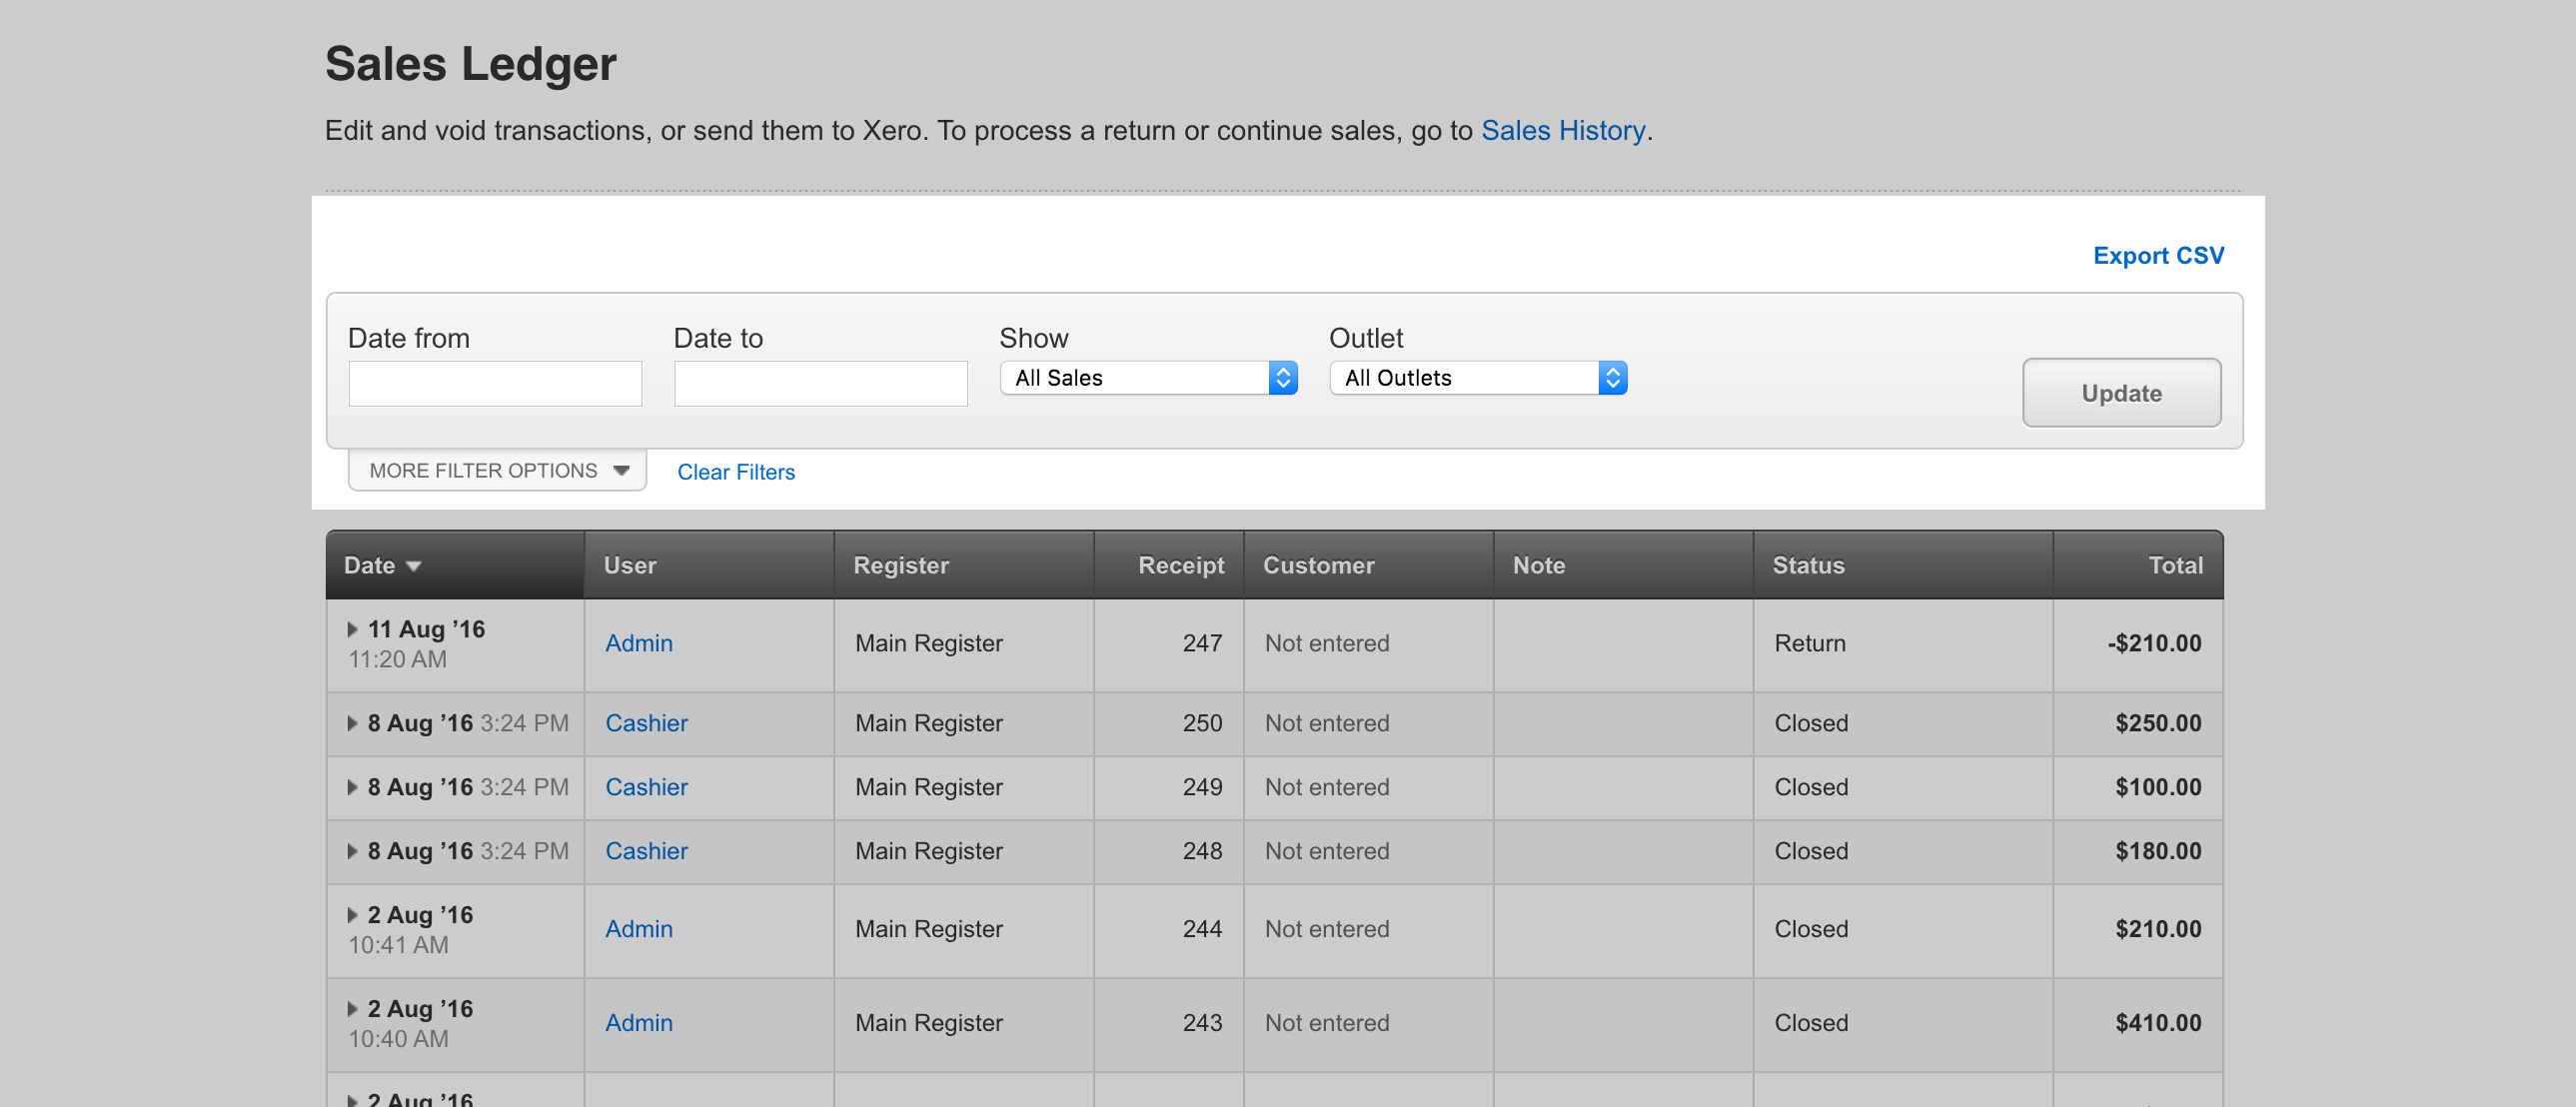 Sales Ledger
Edit and void transactions, or send them to Xero. To process a return or continue sales, go to Sales History.
Export CSV
Date from Date to Show Outlet
All Sales All Outlets
Update
MORE FILTER OPTIONS Clear Filters
Date User Register Receipt Customer Note Status Total
11 Aug ’16
11:20 AM
Admin Main Register 247 Not entered Return -$210.00
8 Aug ’16 3:24 PM Cashier Main Register 250 Not entered Closed $250.00
8 Aug ’16 3:24 PM Cashier Main Register 249 Not entered Closed $100.00
8 Aug ’16 3:24 PM Cashier Main Register 248 Not entered Closed $180.00
2 Aug ’16
10:41 AM
Admin Main Register 244 Not entered Closed $210.00
2 Aug ’16
10:40 AM
Admin Main Register 243 Not entered Closed $410.00
2 Aug ’16